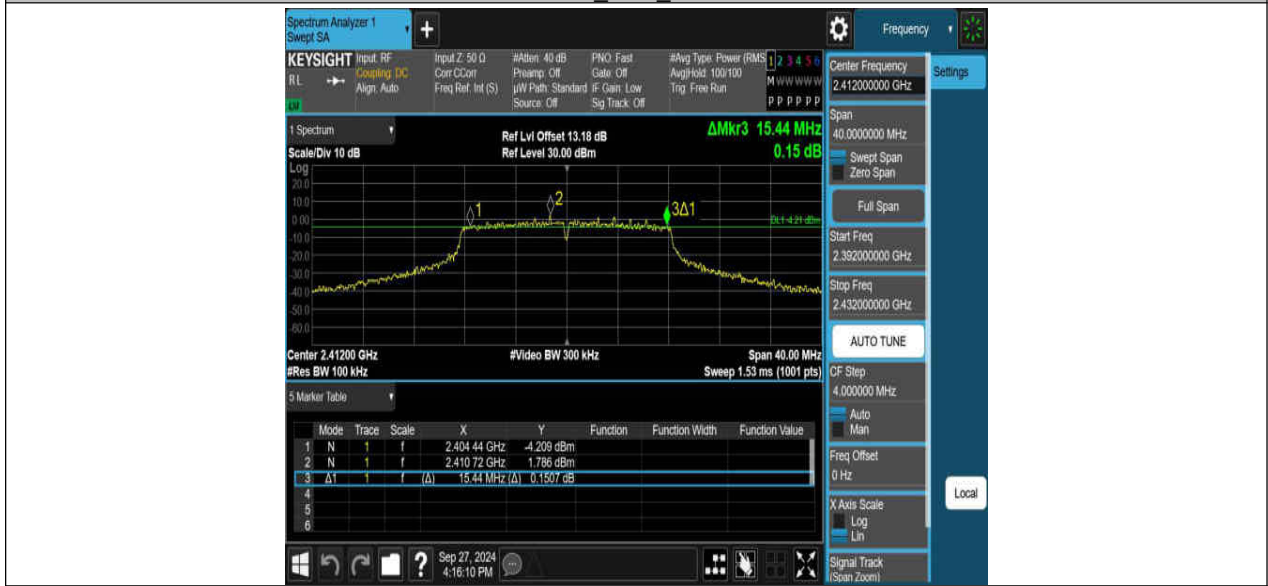 Spectrum Analyzer 1
Swept SA
+
Frequency
KEYSIGHT
RL
Input: RF
Coupling: DC
Align: Auto
Input Z: 50 Ω
Corr CCorr
Freq Ref: Int (S)
#Atten: 40 dB
Preamp: Off
µW Path: Standard
Source: Off
PNO: Fast
Gate: Off
IF Gain: Low
Sig Track: Off
#Avg Type: Power (RMS
Avg|Hold: 100/100
Trig: Free Run
1 2 3 4 5 6
M W W W W W
P P P P P P
1 Spectrum
Scale/Div 10 dB
Log
Ref Lvl Offset 13.18 dB
Ref Level 30.00 dBm
ΔMkr3 15.44 MHz
0.15 dB
20.0
10.0
0.00
-10.0
-20.0
-30.0
-40.0
-50.0
-60.0
1
2
3Δ1
DL1 -4.21 dBm
Center 2.41200 GHz
#Res BW 100 kHz
#Video BW 300 kHz
Span 40.00 MHz
Sweep 1.53 ms (1001 pts)
5 Marker Table
Mode Trace Scale X Y Function Function Width Function Value
1 N 1 f 2.404 44 GHz -4.209 dBm
2 N 1 f 2.410 72 GHz 1.786 dBm
3 Δ1 1 f (Δ) 15.44 MHz (Δ) 0.1507 dB
4
5
6
?
Sep 27, 2024
4:16:10 PM
Center Frequency
2.412000000 GHz
Span
40.0000000 MHz
Swept Span
Zero Span
Full Span
Start Freq
2.392000000 GHz
Stop Freq
2.432000000 GHz
AUTO TUNE
CF Step
4.000000 MHz
Auto
Man
Freq Offset
0 Hz
X Axis Scale
Log
Lin
Signal Track
(Span Zoom)
Settings
Local